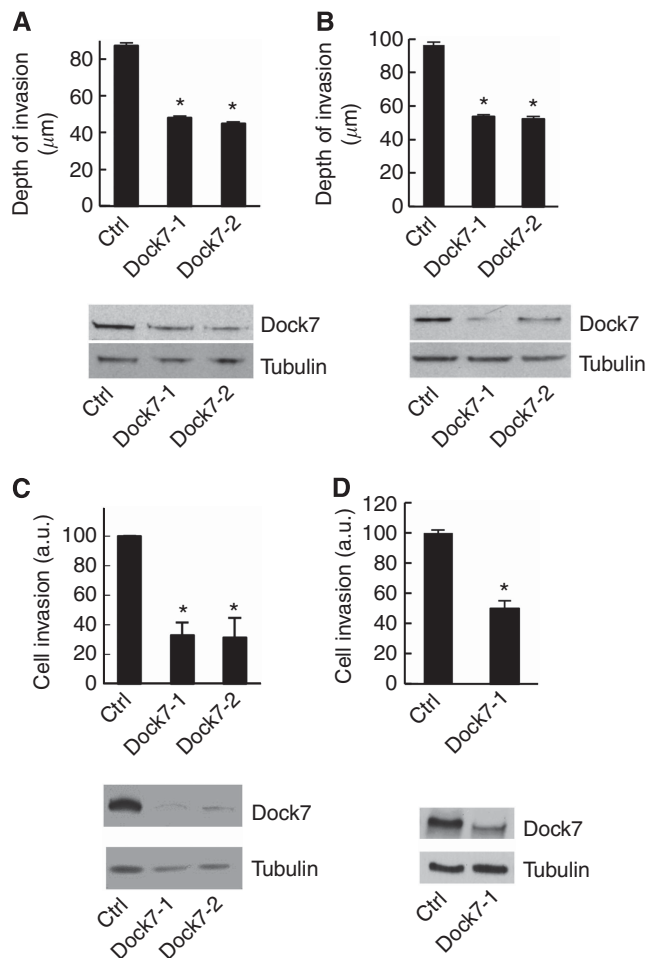 A
Depth of invasion
(μm)
80
60
40
20
0
*
*
Ctrl
Dock7-1
Dock7-2
Dock7
Tubulin
Ctrl
Dock7-1
Dock7-2
B
Depth of invasion
(μm)
100
80
60
40
20
0
*
*
Ctrl
Dock7-1
Dock7-2
Dock7
Tubulin
Ctrl
Dock7-1
Dock7-2
C
Cell invasion (a.u.)
100
80
60
40
20
0
*
*
Ctrl
Dock7-1
Dock7-2
Dock7
Tubulin
Ctrl
Dock7-1
Dock7-2
D
Cell invasion (a.u.)
120
100
80
60
40
20
0
*
Ctrl
Dock7-1
Dock7
Tubulin
Ctrl
Dock7-1